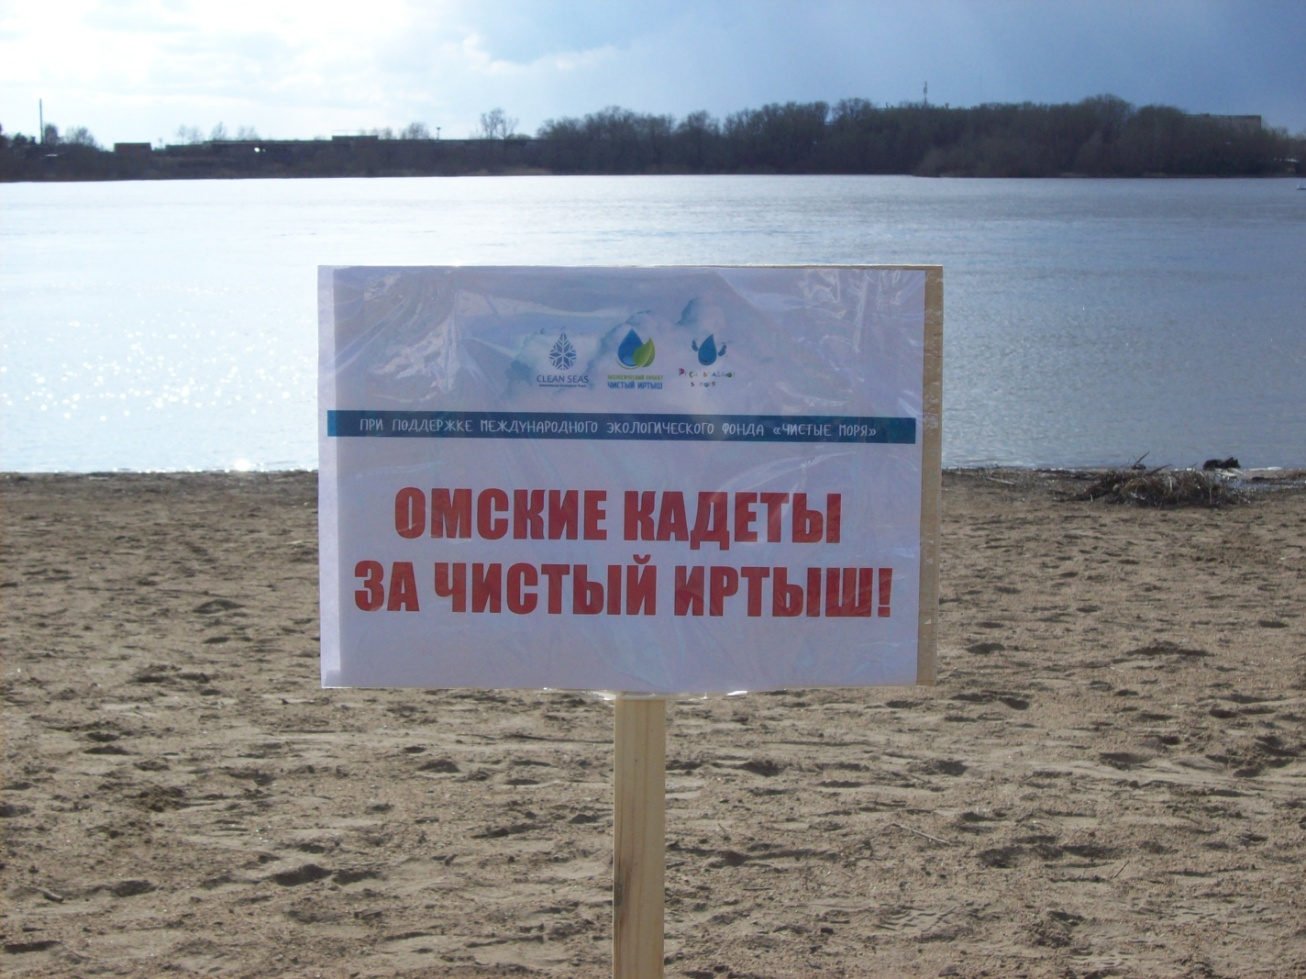 CLEAN SEAS
ЧИСТЫЙ ИРТЫШ
ПРИ ПОДДЕРЖКЕ МЕЖДУНАРОДНОГО ЭКОЛОГИЧЕСКОГО ФОНДА «ЧИСТЫЕ МОРЯ»
ОМСКИЕ КАДЕТЫ
ЗА ЧИСТЫЙ ИРТЫШ!